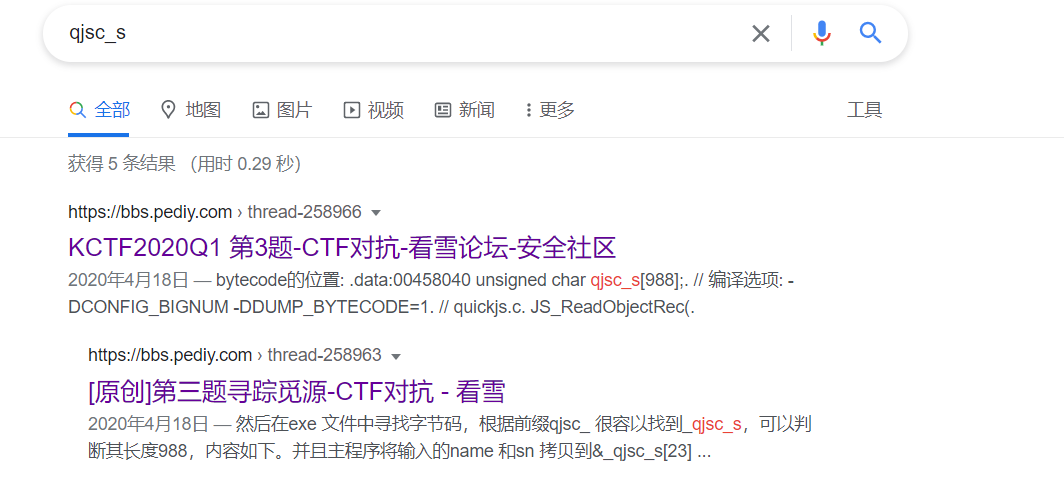 qjsc_s
全部 地图 图片 视频 新闻 更多 工具
获得 5 条结果 （用时 0.29 秒）
https://bbs.pediy.com › thread-258966
KCTF2020Q1 第3题-CTF对抗-看雪论坛-安全社区
2020年4月18日 — bytecode的位置: .data:00458040 unsigned char qjsc_s[988];. // 编译选项: -
DCONFIG_BIGNUM -DDUMP_BYTECODE=1. // quickjs.c. JS_ReadObjectRec(.
https://bbs.pediy.com › thread-258963
[原创]第三题寻踪觅源-CTF对抗 - 看雪
2020年4月18日 — 然后在exe 文件中寻找字节码，根据前缀qjsc_ 很容以找到_qjsc_s，可以判
断其长度988，内容如下。并且主程序将输入的name 和sn 拷贝到&_qjsc_s[23] ...